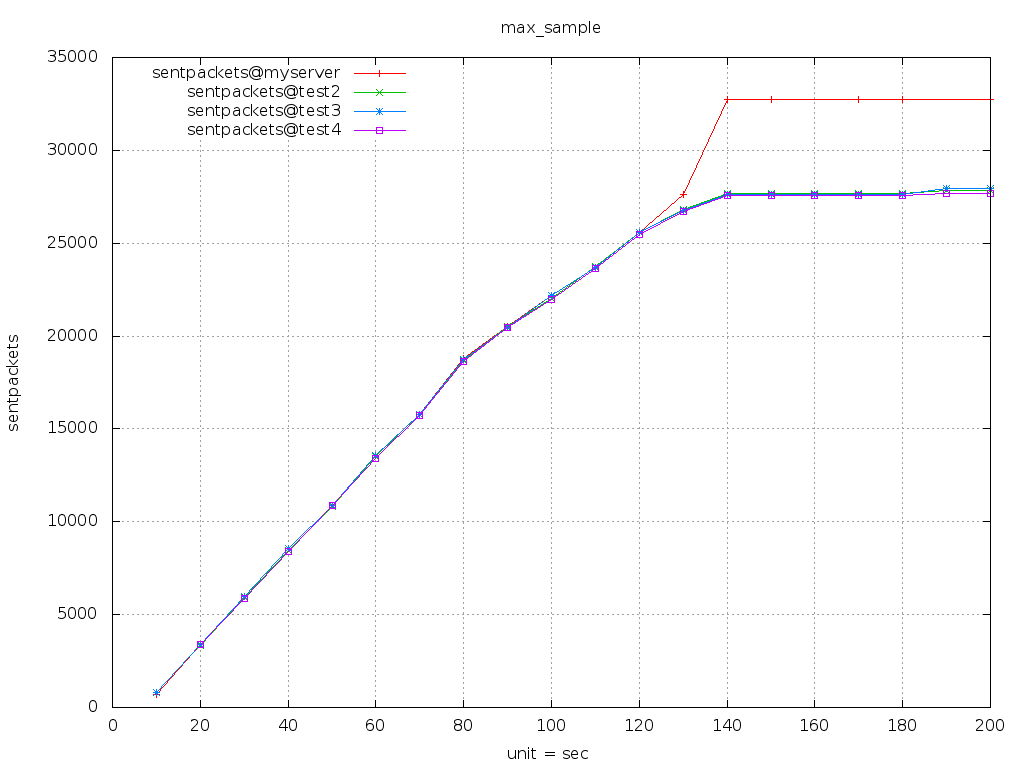 max_sample
35000
30000
25000
20000
15000
10000
5000
0
sentpackets@myserver
sentpackets@test2
sentpackets@test3
sentpackets@test4
sentpackets
0 20 40 60 80 100 120 140 160 180 200
unit = sec